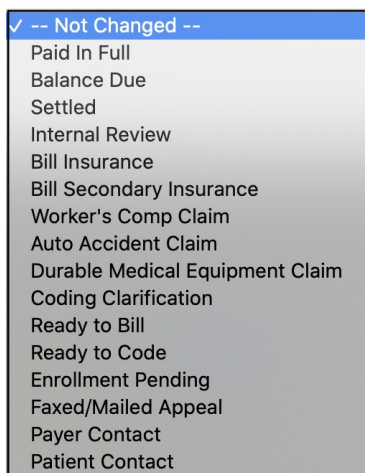 ✓ -- Not Changed --
Paid In Full
Balance Due
Settled
Internal Review
Bill Insurance
Bill Secondary Insurance
Worker's Comp Claim
Auto Accident Claim
Durable Medical Equipment Claim
Coding Clarification
Ready to Bill
Ready to Code
Enrollment Pending
Faxed/Mailed Appeal
Payer Contact
Patient Contact